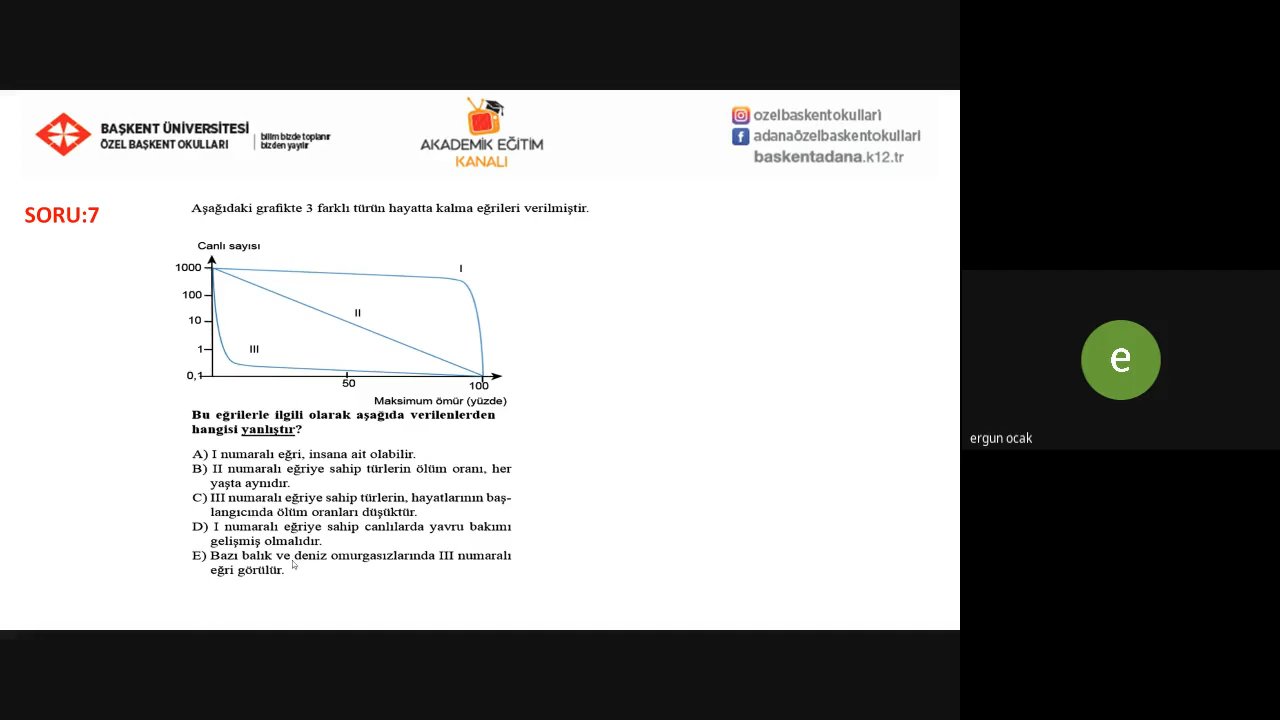 BAŞKENT ÜNİVERSİTESİ
ÖZEL BAŞKENT OKULLARI
bilim bizde toplanır
bizden yayılır
AKADEMİK EĞİTİM
KANALI
ozelbaskentokullari
adanaözelbaskentokullari
baskentadana.k12.tr
SORU:7
Aşağıdaki grafikte 3 farklı türün hayatta kalma eğrileri verilmiştir.
Canlı sayısı
1000
100
10
1
0,1
I
II
III
50
100
Maksimum ömür (yüzde)
Bu eğrilerle ilgili olarak aşağıda verilenlerden
hangisi yanlıştır?
A) I numaralı eğri, insana ait olabilir.
B) II numaralı eğriye sahip türlerin ölüm oranı, her
yaşta aynıdır.
C) III numaralı eğriye sahip türlerin, hayatlarının baş-
langıcında ölüm oranları düşüktür.
D) I numaralı eğriye sahip canlılarda yavru bakımı
gelişmiş olmalıdır.
E) Bazı balık ve deniz omurgasızlarında III numaralı
eğri görülür.
e
ergun ocak